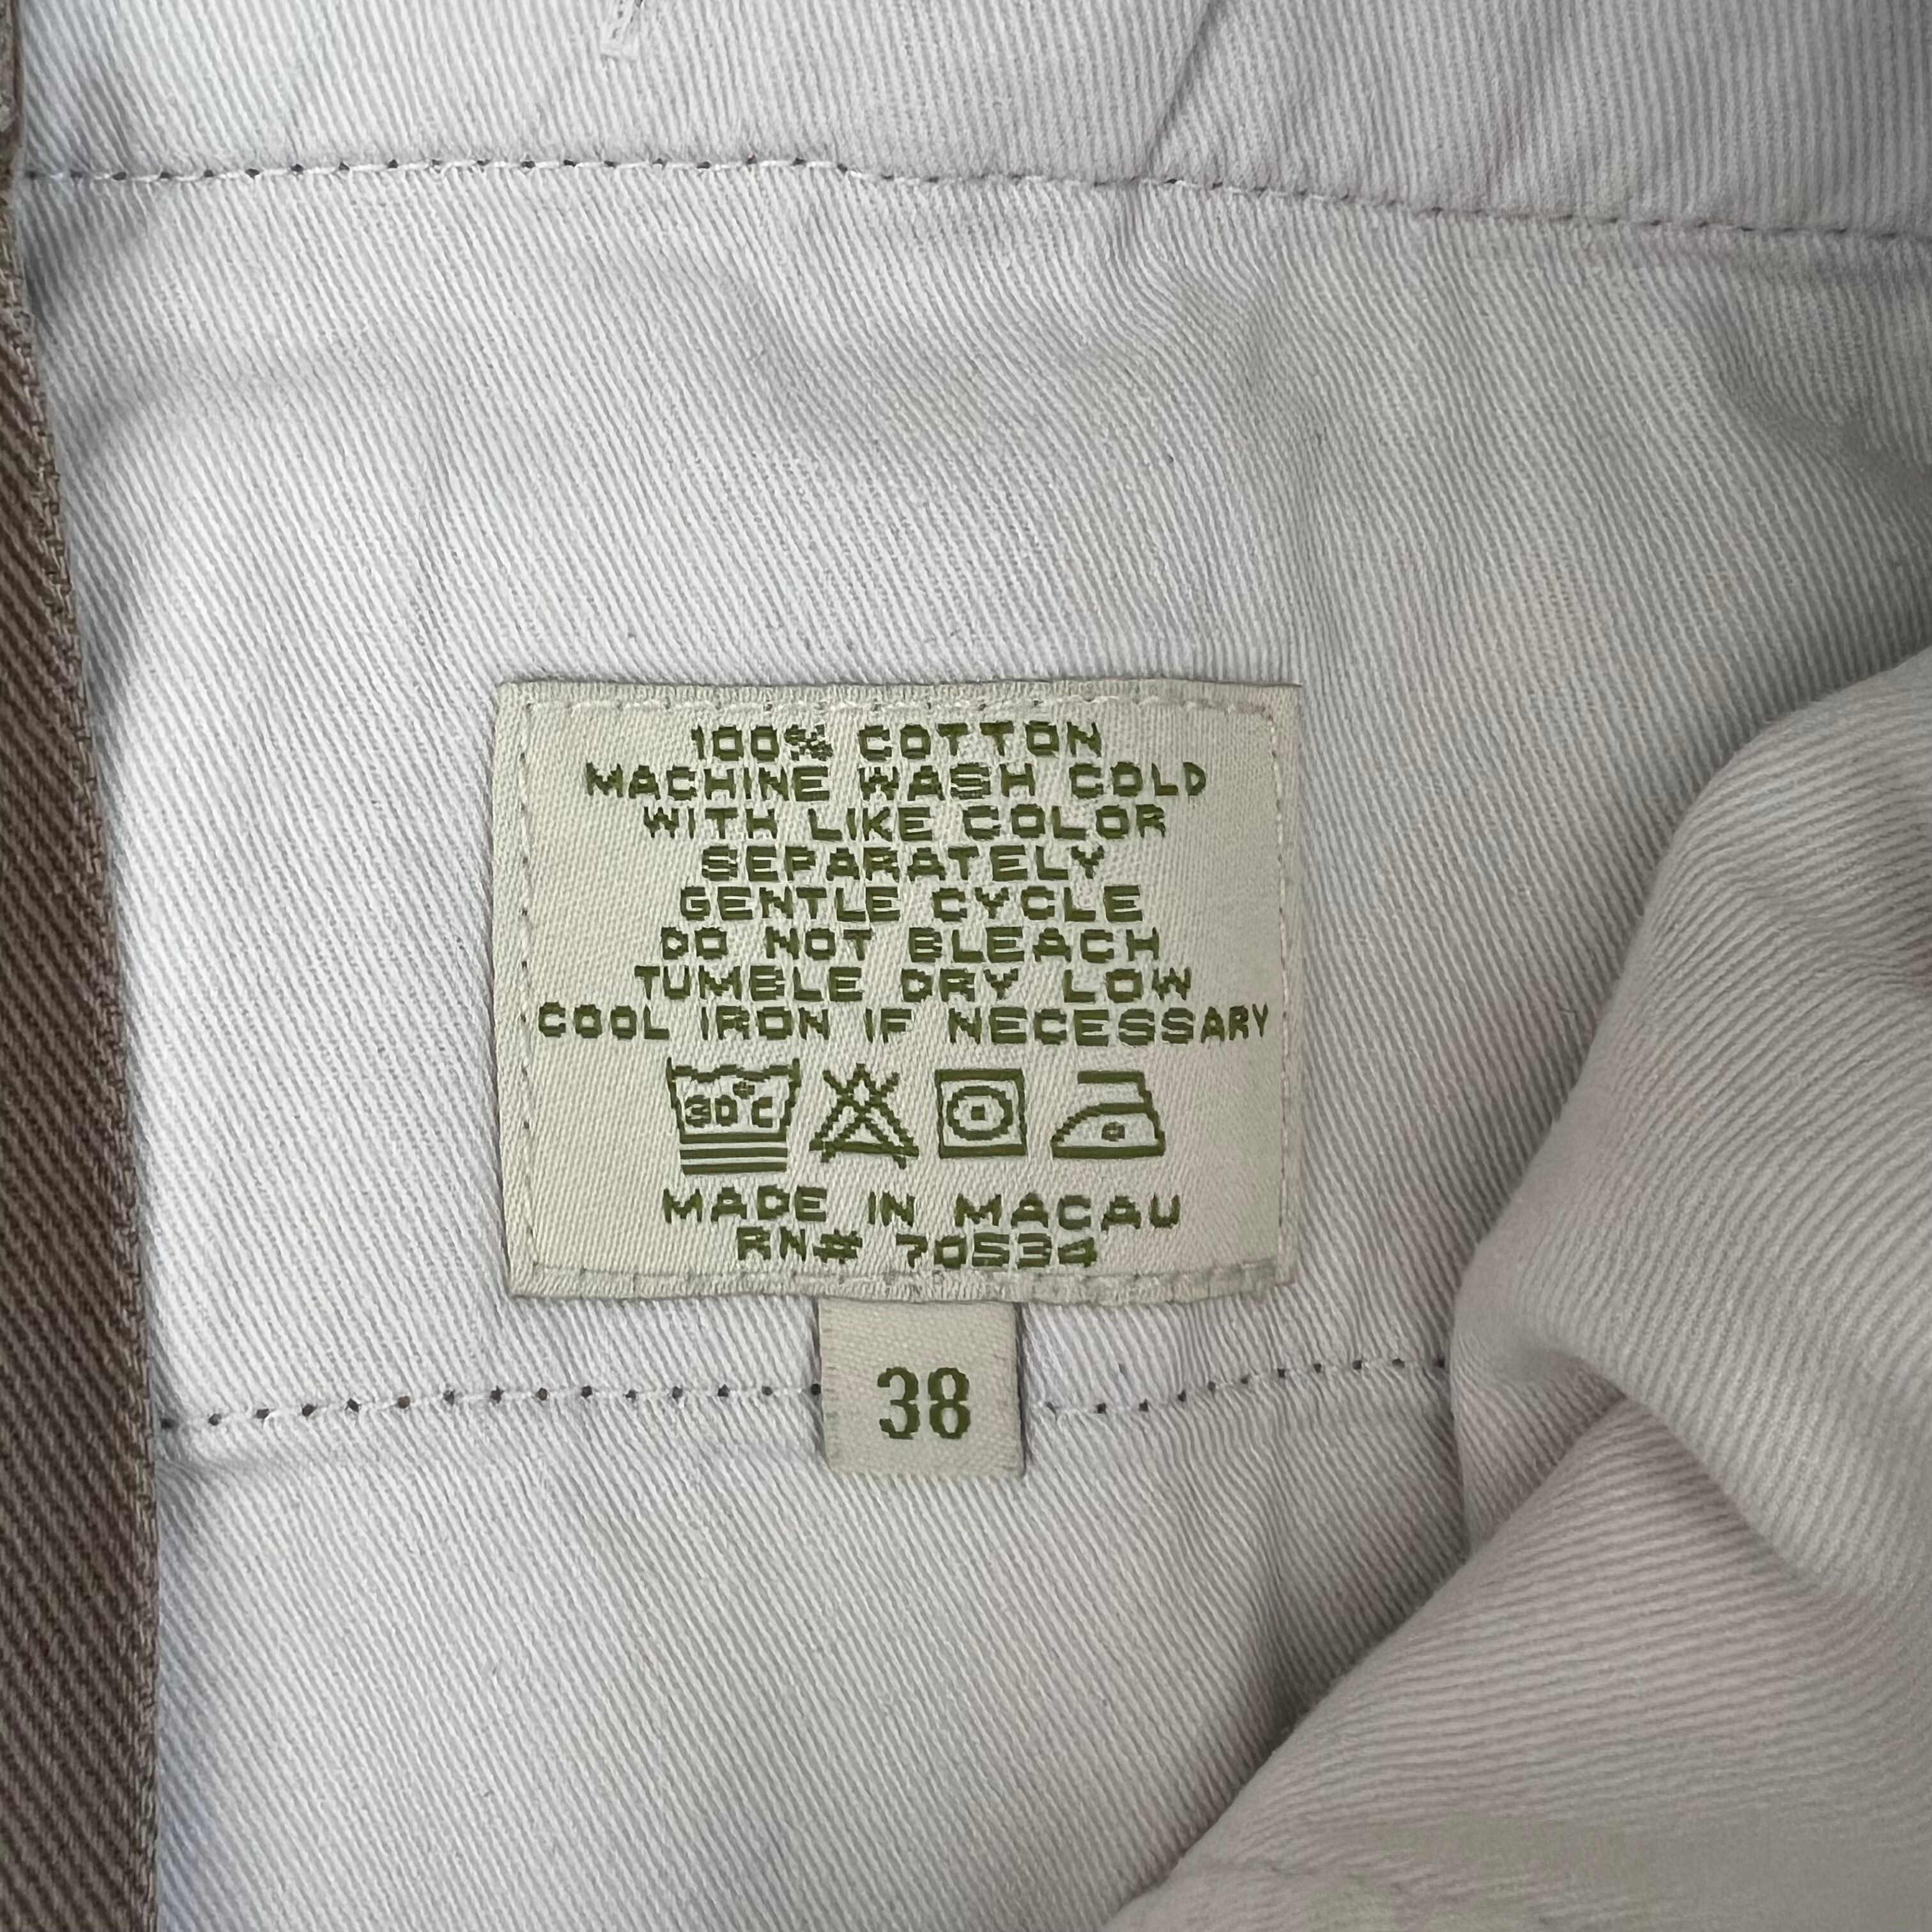 100% COTTON
MACHINE WASH COLD
WITH LIKE COLOR
SEPARATELY
GENTLE CYCLE
DO NOT BLEACH
TUMBLE DRY LOW
COOL IRON IF NECESSARY
30°C
MADE IN MACAU
RN# 70534
38